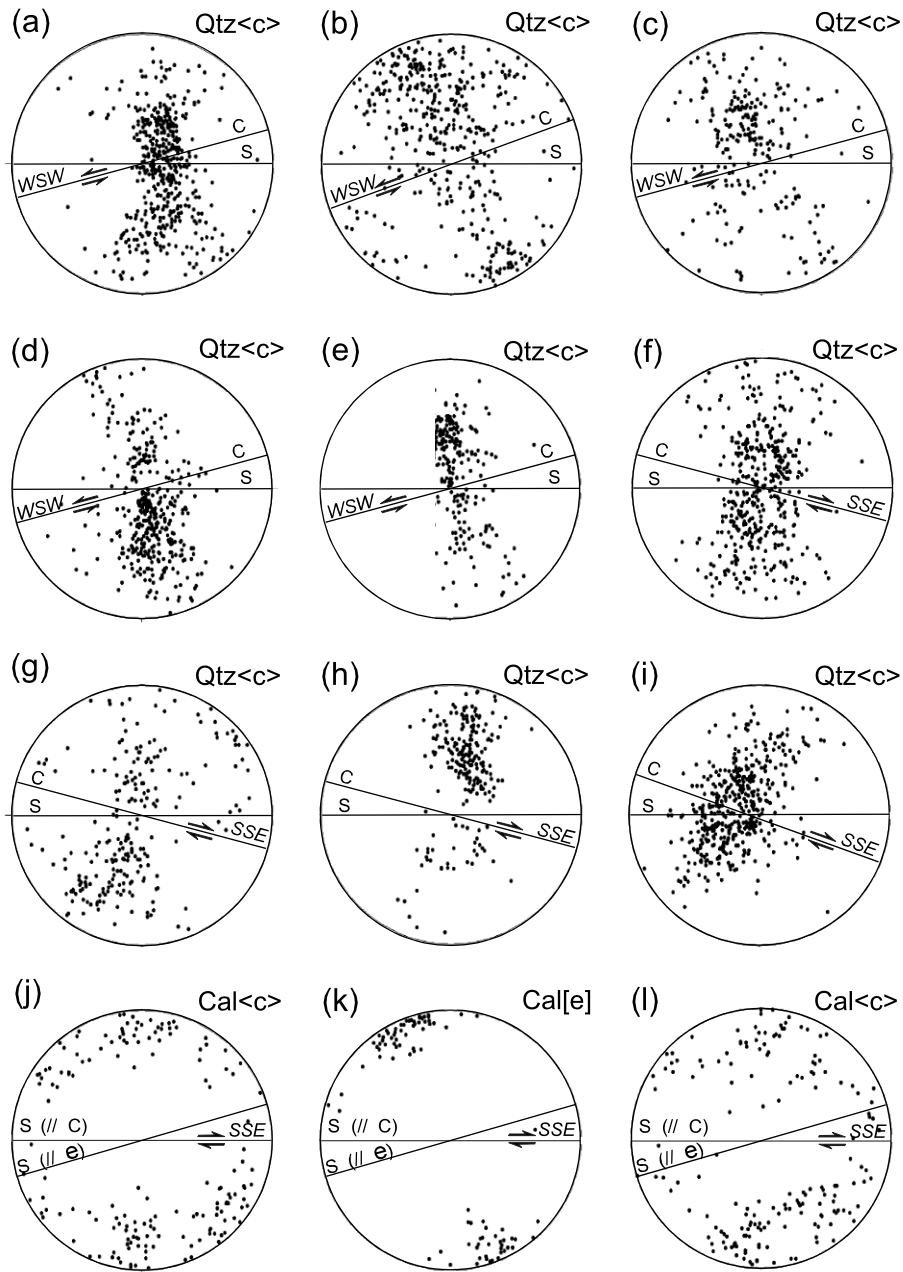 (a) Qtz<c> (b) Qtz<c> (c) Qtz<c>
C C C
S S S
WSW WSW WSW
(d) Qtz<c> (e) Qtz<c> (f) Qtz<c>
C C C
S S S
WSW WSW SSE
(g) Qtz<c> (h) Qtz<c> (i) Qtz<c>
C C C
S S S
SSE SSE SSE
(j) Cal<c> (k) Cal[e] (l) Cal<c>
S (// C) SSE S (// C) SSE S (// C) SSE
S (// e) S (// e) S (// e)